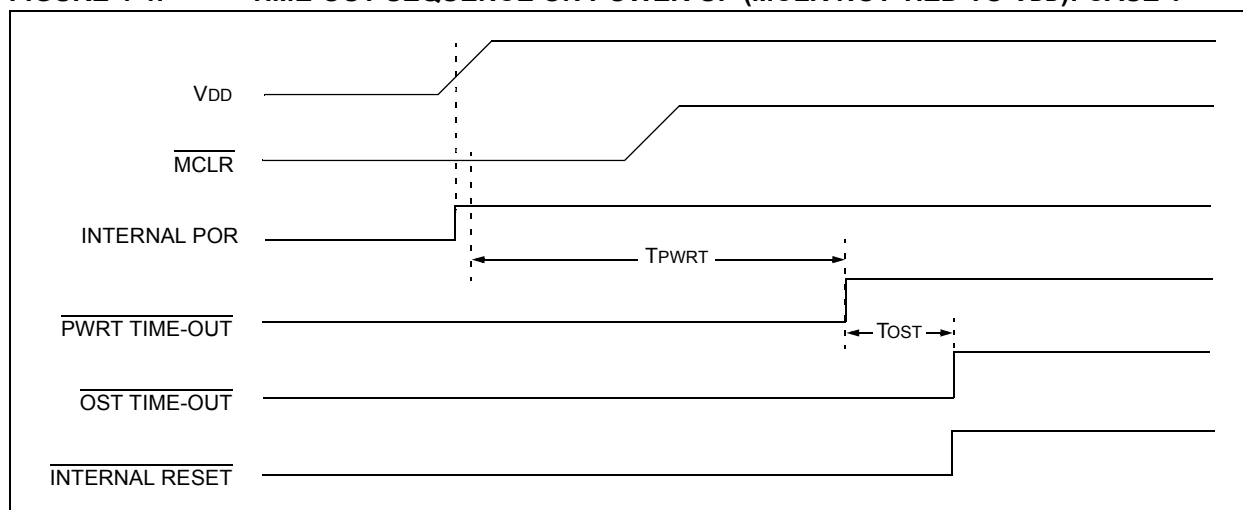 VDD
MCLR
INTERNAL POR
TPWRT
PWRT TIME-OUT
TOST
OST TIME-OUT
INTERNAL RESET